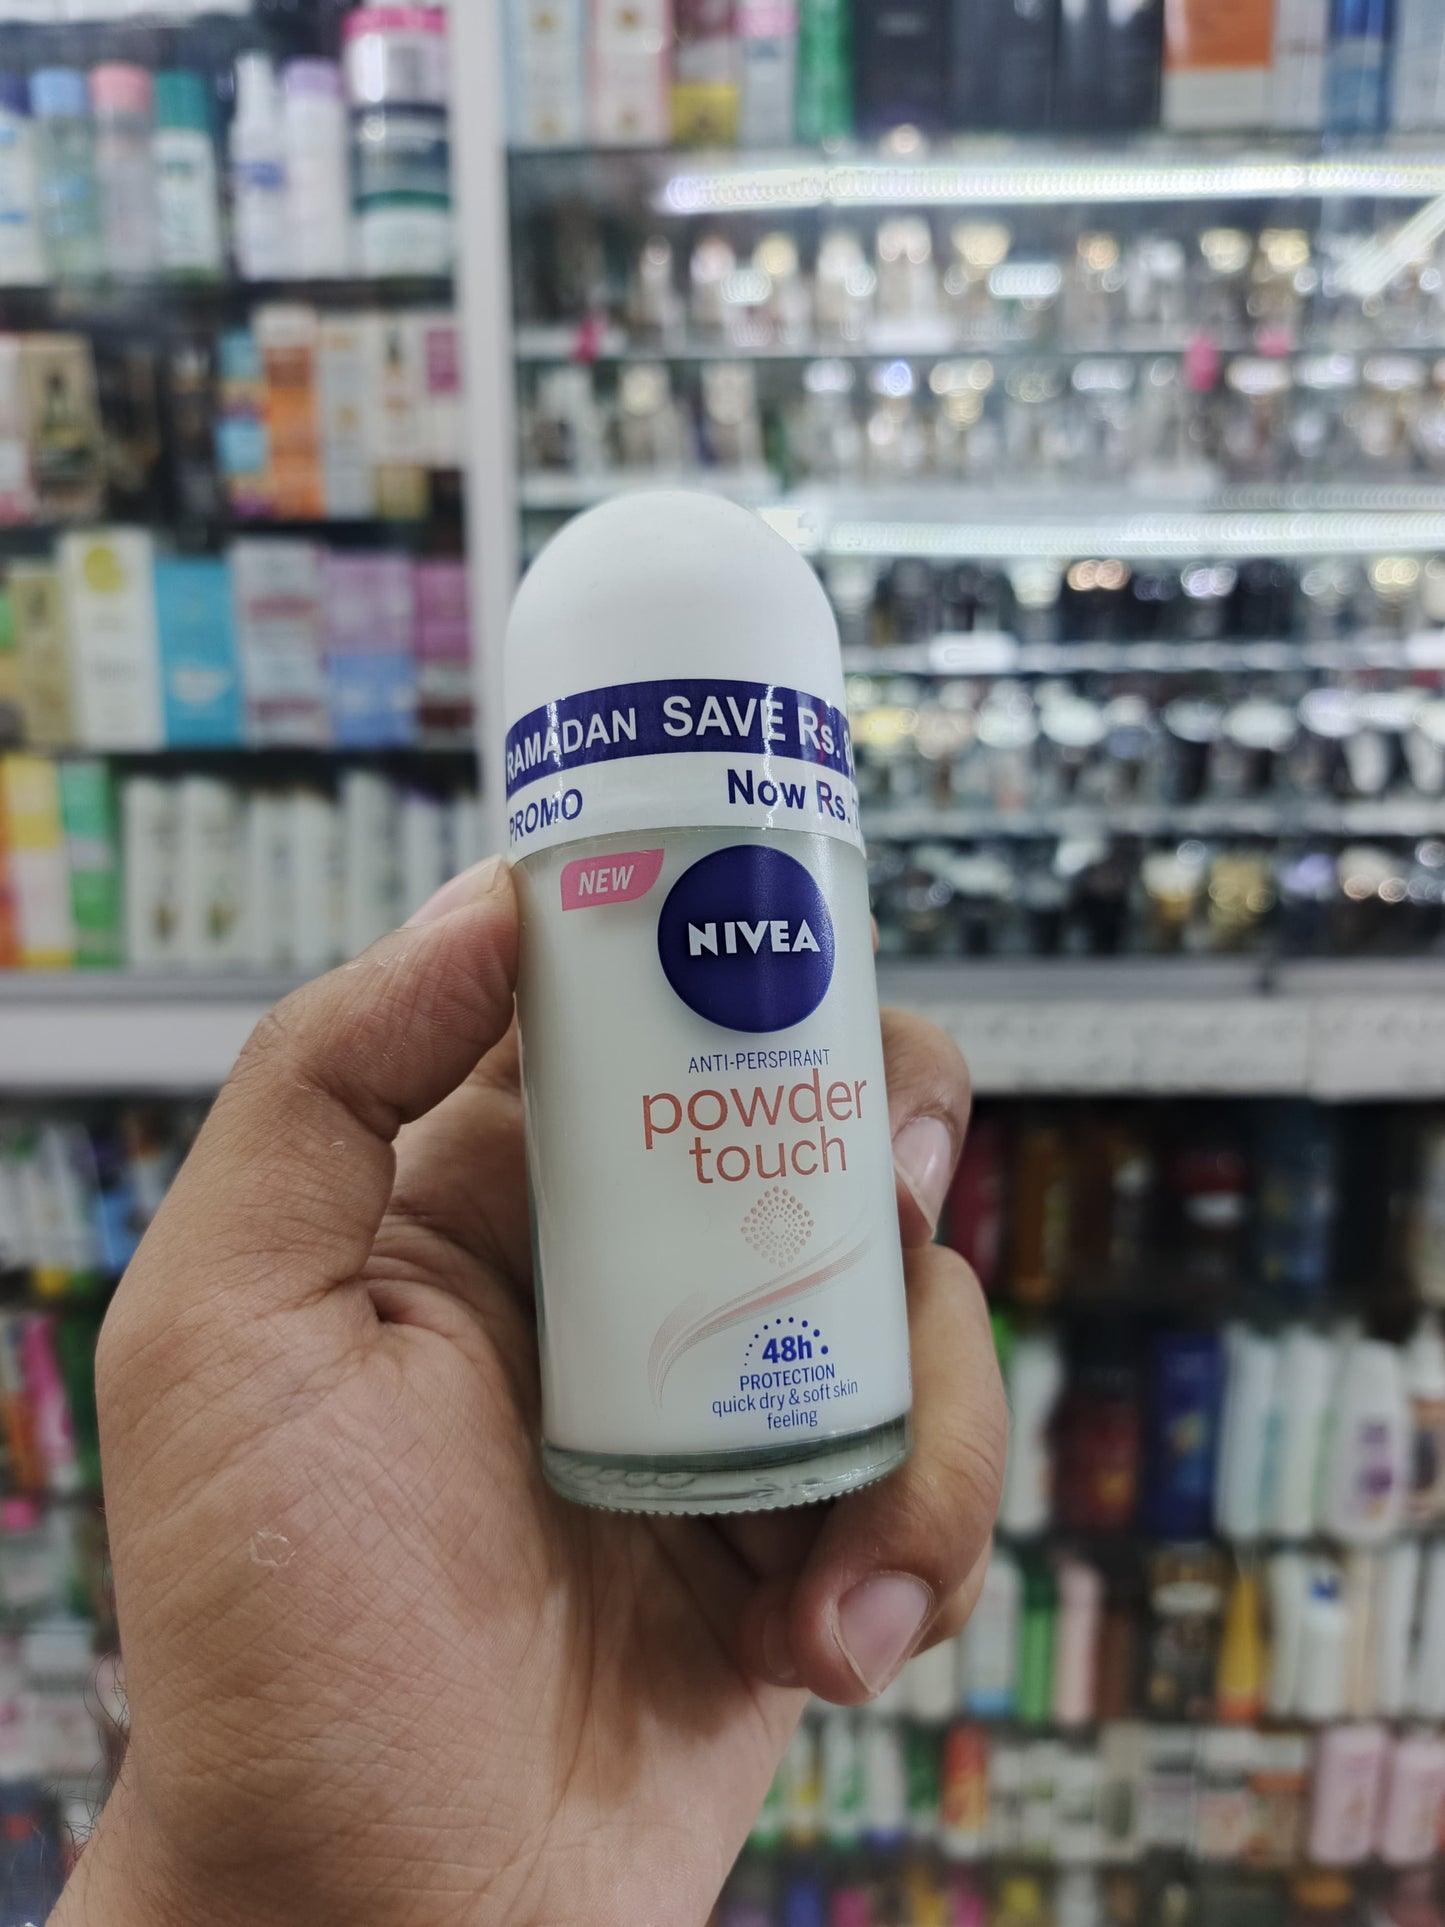 RAMADAN SAVE Rs.
PROMO Now Rs.
NEW
NIVEA
ANTI-PERSPIRANT
powder
touch
48h
PROTECTION
quick dry & soft skin
feeling